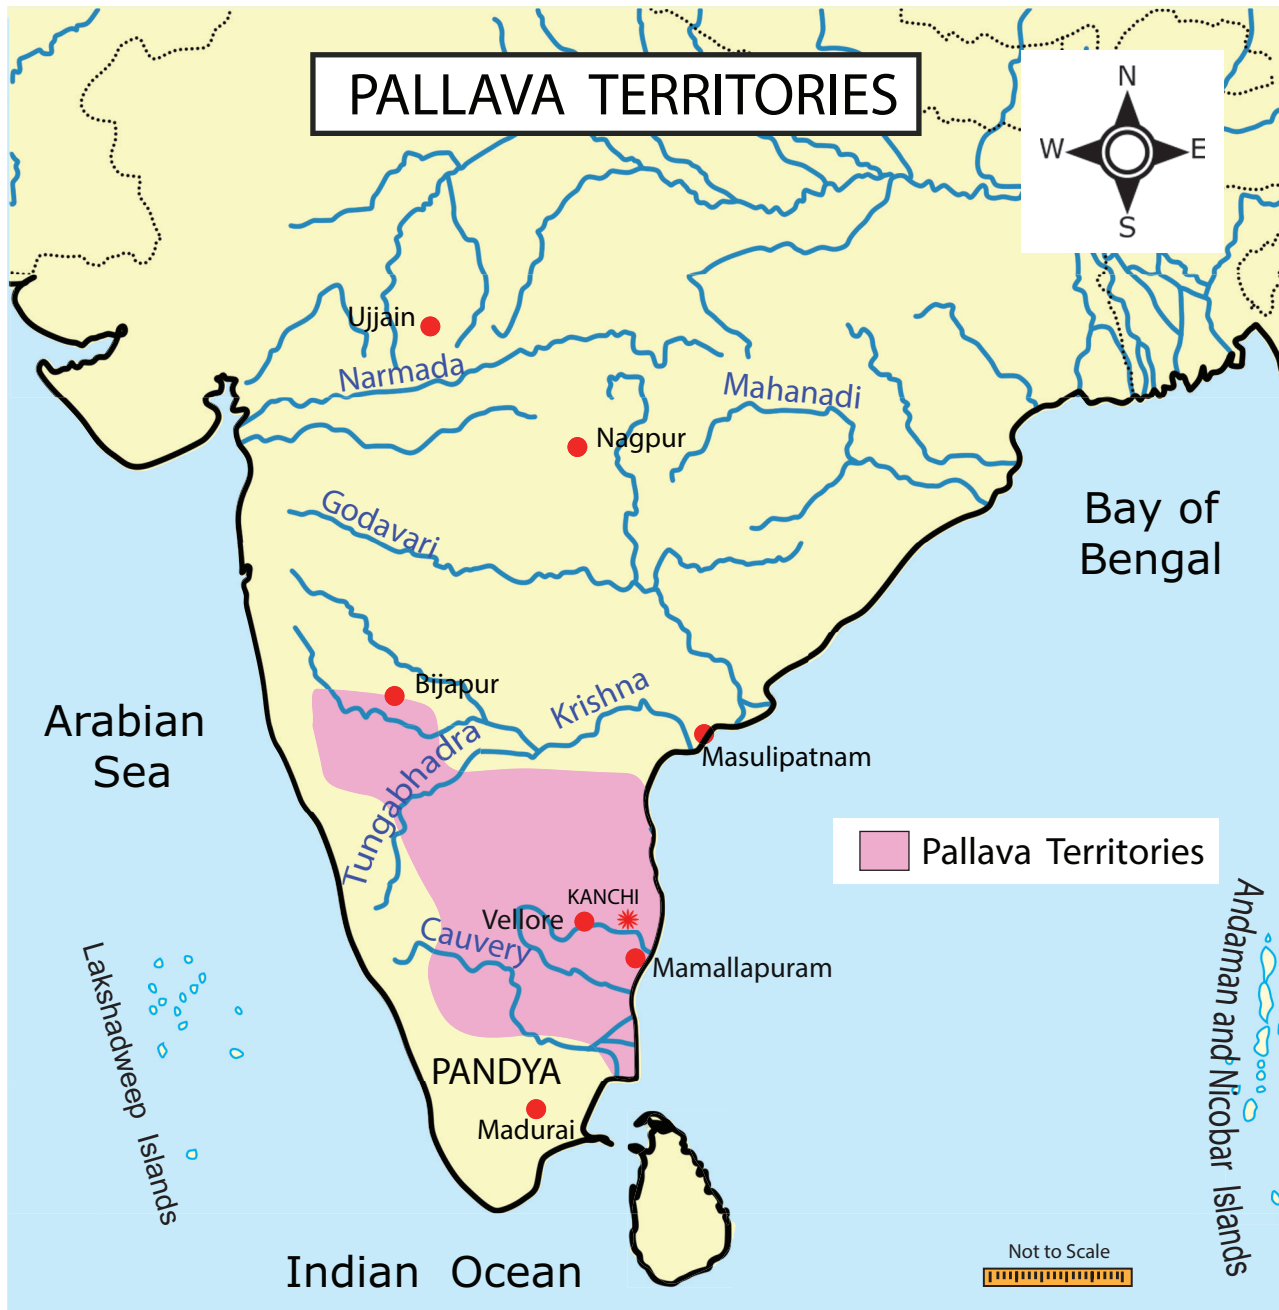 PALLAVA TERRITORIES
N
W
E
S
Ujjain
Narmada
Mahanadi
Nagpur
Godavari
Bay of
Bengal
Bijapur
Krishna
Arabian
Sea
Tungabhadra
Masulipatnam
Pallava Territories
KANCHI
Vellore
Cauvery
Mamallapuram
Lakshadweep Islands
Andaman and Nicobar Islands
PANDYA
Madurai
Not to Scale
Indian Ocean